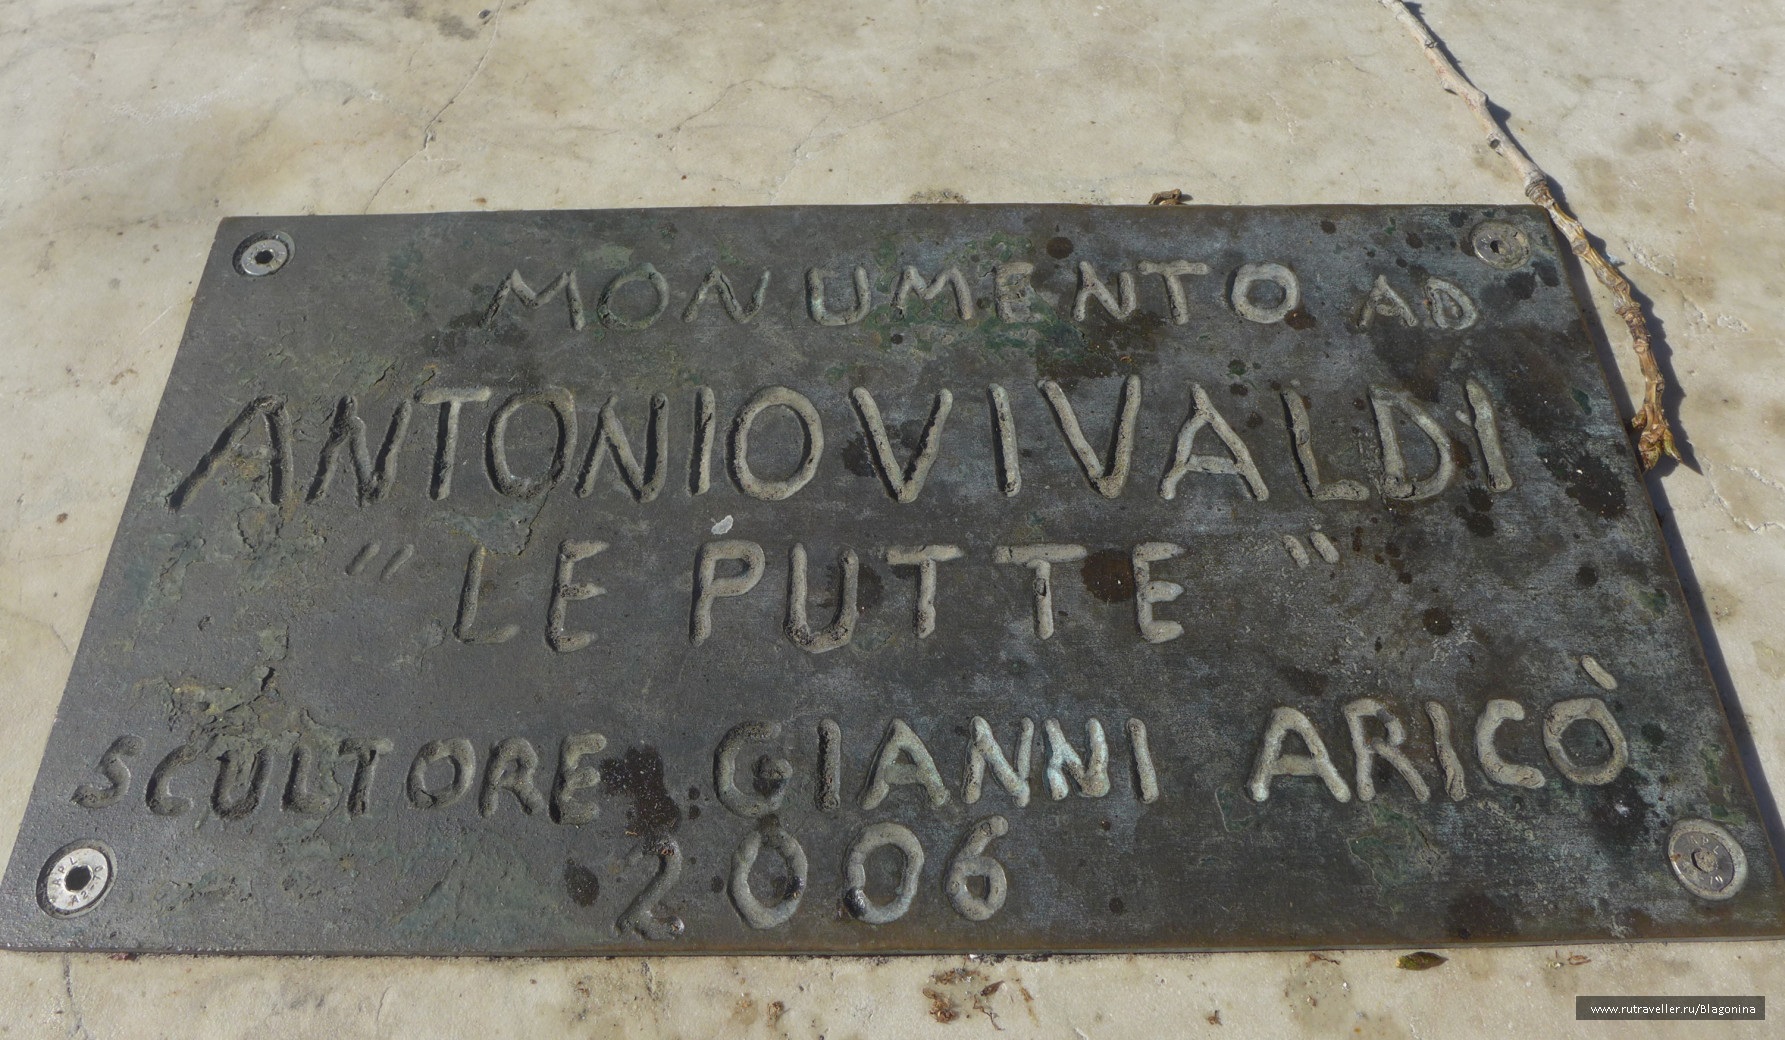 MONUMENTO AD
ANTONIO VIVALDI
"LE PUTTE"
SCULTORE GIANNI ARICÒ
2006
www.rutraveller.ru/Blagonina